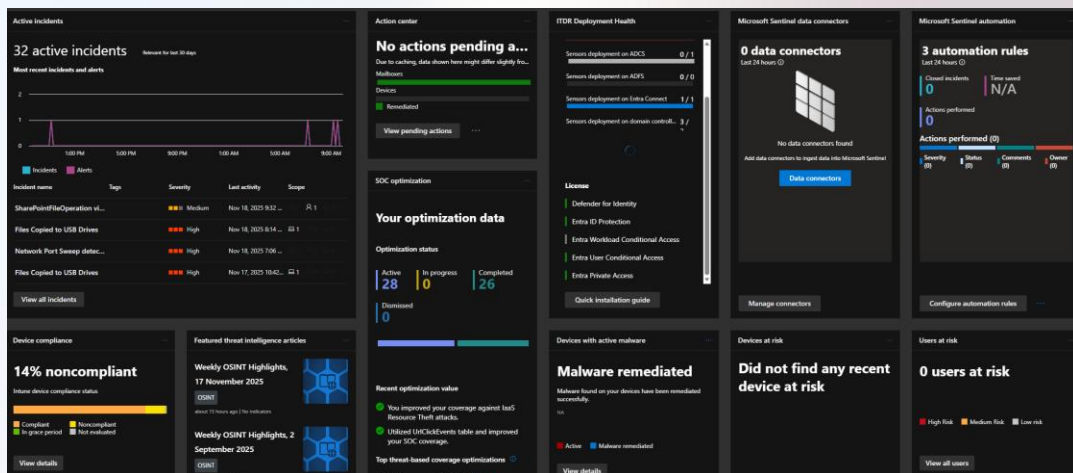 Active incidents
32 active incidents
Relevant for last 30 days
Most recent incidents and alerts
2
1
0
1:00 PM 5:00 PM 9:00 PM 1:00 AM 5:00 AM 9:00 AM
Incidents Alerts
Incident name Tags Severity Last activity Scope
SharePointFileOperation vi... Medium Nov 18, 2025 9:32 ... 1
Files Copied to USB Drives High Nov 18, 2025 8:14 ... 1
Network Port Sweep detec... High Nov 18, 2025 7:06 ...
Files Copied to USB Drives High Nov 17, 2025 10:42... 1
View all incidents
Action center
No actions pending a...
Due to caching, data shown here might differ slightly fro...
Mailboxes
Devices
Remediated
View pending actions
ITDR Deployment Health
Sensors deployment on ADCS 0 / 1
Sensors deployment on ADFS 0 / 0
Sensors deployment on Entra Connect 1 / 1
Sensors deployment on domain controll... 3 /
License
Defender for Identity
Entra ID Protection
Entra Workload Conditional Access
Entra User Conditional Access
Entra Private Access
Quick installation guide
Microsoft Sentinel data connectors
0 data connectors
Last 24 hours
No data connectors found
Add data connectors to ingest data into Microsoft Sentinel
Data connectors
Manage connectors
Microsoft Sentinel automation
3 automation rules
Last 24 hours
Closed incidents
0
Time saved
N/A
Actions performed
0
Actions performed (0)
Severity (0)
Status (0)
Comments (0)
Owner (0)
Configure automation rules
SOC optimization
Your optimization data
Optimization status
Active
28
In progress
0
Completed
26
Dismissed
0
Recent optimization value
You improved your coverage against IaaS
Resource Theft attacks.
Utilized UrlClickEvents table and improved
your SOC coverage.
Top threat-based coverage optimizations
Device compliance
14% noncompliant
Intune device compliance status
Compliant Noncompliant
In grace period Not evaluated
View details
Featured threat intelligence articles
Weekly OSINT Highlights,
17 November 2025
OSINT
about 15 hours ago | No indicators
Weekly OSINT Highlights, 2
September 2025
OSINT
Devices with active malware
Malware remediated
Malware found on your devices have been remediated
successfully.
NA
Active Malware remediated
View details
Devices at risk
Did not find any recent
device at risk
Users at risk
0 users at risk
High Risk Medium Risk Low risk
View all users